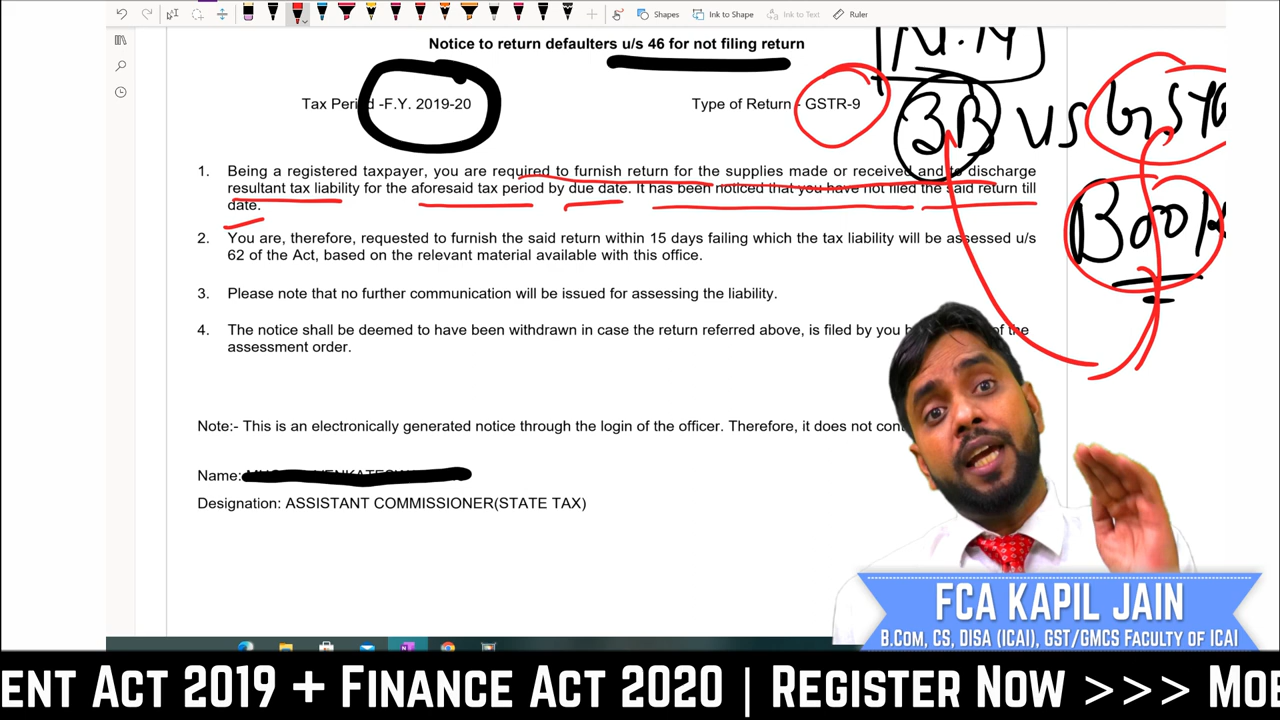 Shapes Ink to Shape Ink to Text Ruler
Notice to return defaulters u/s 46 for not filing return
Tax Period -F.Y. 2019-20 Type of Return - GSTR-9
3B VS
1. Being a registered taxpayer, you are required to furnish return for the supplies made or received and to discharge
resultant tax liability for the aforesaid tax period by due date. It has been noticed that you have not filed the said return till
date.
2. You are, therefore, requested to furnish the said return within 15 days failing which the tax liability will be assessed u/s
62 of the Act, based on the relevant material available with this office.
3. Please note that no further communication will be issued for assessing the liability.
4. The notice shall be deemed to have been withdrawn in case the return referred above, is filed by you of the
assessment order.
Note:- This is an electronically generated notice through the login of the officer. Therefore, it does not
Name:
Designation: ASSISTANT COMMISSIONER(STATE TAX)
FCA KAPIL JAIN
B.COM, CS, DISA (ICAI), GST/GMCS FACULTY OF ICAI
ENT ACT 2019 + FINANCE ACT 2020 | REGISTER NOW >>> MO